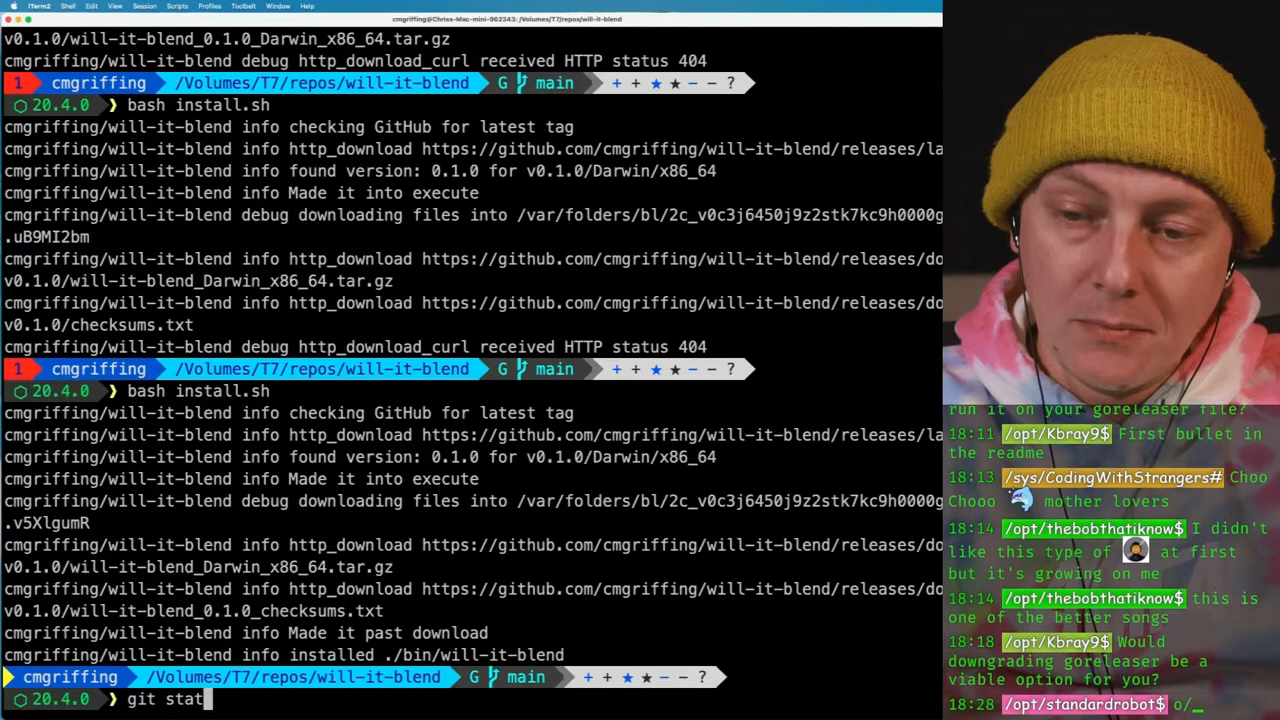 iTerm2 Shell Edit View Session Scripts Profiles Toolbelt Window Help
cmgriffing@Chriss-Mac-mini-962343: /Volumes/T7/repos/will-it-blend
v0.1.0/will-it-blend_0.1.0_Darwin_x86_64.tar.gz
cmgriffing/will-it-blend debug http_download_curl received HTTP status 404
1 cmgriffing /Volumes/T7/repos/will-it-blend G main + + ★ ★ – – ?
20.4.0 ❯ bash install.sh
cmgriffing/will-it-blend info checking GitHub for latest tag
cmgriffing/will-it-blend info http_download https://github.com/cmgriffing/will-it-blend/releases/la
cmgriffing/will-it-blend info found version: 0.1.0 for v0.1.0/Darwin/x86_64
cmgriffing/will-it-blend info Made it into execute
cmgriffing/will-it-blend debug downloading files into /var/folders/bl/2c_v0c3j6450j9z2stk7kc9h0000g
.uB9MI2bm
cmgriffing/will-it-blend info http_download https://github.com/cmgriffing/will-it-blend/releases/do
v0.1.0/will-it-blend_Darwin_x86_64.tar.gz
cmgriffing/will-it-blend info http_download https://github.com/cmgriffing/will-it-blend/releases/do
v0.1.0/checksums.txt
cmgriffing/will-it-blend debug http_download_curl received HTTP status 404
1 cmgriffing /Volumes/T7/repos/will-it-blend G main + + ★ ★ – – ?
20.4.0 ❯ bash install.sh
cmgriffing/will-it-blend info checking GitHub for latest tag
cmgriffing/will-it-blend info http_download https://github.com/cmgriffing/will-it-blend/releases/la
cmgriffing/will-it-blend info found version: 0.1.0 for v0.1.0/Darwin/x86_64
cmgriffing/will-it-blend info Made it into execute
cmgriffing/will-it-blend debug downloading files into /var/folders/bl/2c_v0c3j6450j9z2stk7kc9h0000g
.v5XlgumR
cmgriffing/will-it-blend info http_download https://github.com/cmgriffing/will-it-blend/releases/do
v0.1.0/will-it-blend_Darwin_x86_64.tar.gz
cmgriffing/will-it-blend info http_download https://github.com/cmgriffing/will-it-blend/releases/do
v0.1.0/will-it-blend_0.1.0_checksums.txt
cmgriffing/will-it-blend info Made it past download
cmgriffing/will-it-blend info installed ./bin/will-it-blend
cmgriffing /Volumes/T7/repos/will-it-blend G main + + ★ ★ – – ?
20.4.0 ❯ git stat
run it on your goreleaser file?
18:11 /opt/Kbray9$ First bullet in
the readme
18:13 /sys/CodingWithStrangers# Choo
Chooo mother lovers
18:14 /opt/thebobthatiknow$ I didn't
like this type of at first
but it's growing on me
18:14 /opt/thebobthatiknow$ this is
one of the better songs
18:18 /opt/Kbray9$ Would
downgrading goreleaser be a
viable option for you?
18:28 /opt/standardrobot$ o/_